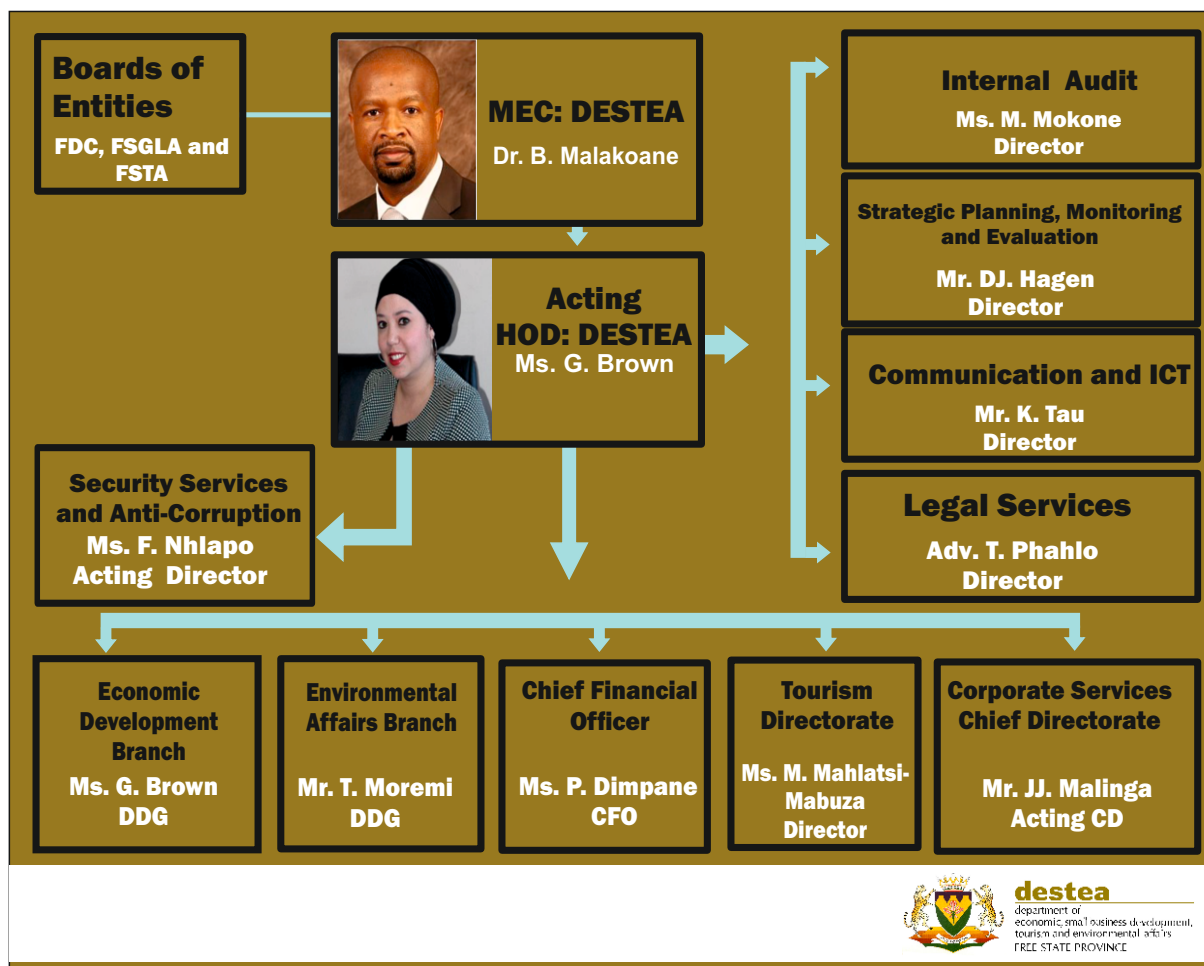 Boards of
Entities
FDC, FSGLA and
FSTA
MEC: DESTEA
Dr. B. Malakoane
Acting
HOD: DESTEA
Ms. G. Brown
Internal Audit
Ms. M. Mokone
Director
Strategic Planning, Monitoring
and Evaluation
Mr. DJ. Hagen
Director
Communication and ICT
Mr. K. Tau
Director
Legal Services
Adv. T. Phahlo
Director
Security Services
and Anti-Corruption
Ms. F. Nhlapo
Acting Director
Economic
Development
Branch
Ms. G. Brown
DDG
Environmental
Affairs Branch
Mr. T. Moremi
DDG
Chief Financial
Officer
Ms. P. Dimpane
CFO
Tourism
Directorate
Ms. M. Mahlatsi-
Mabuza
Director
Corporate Services
Chief Directorate
Mr. JJ. Malinga
Acting CD
destea
department of
economic, small business development,
tourism and environmental affairs
FREE STATE PROVINCE